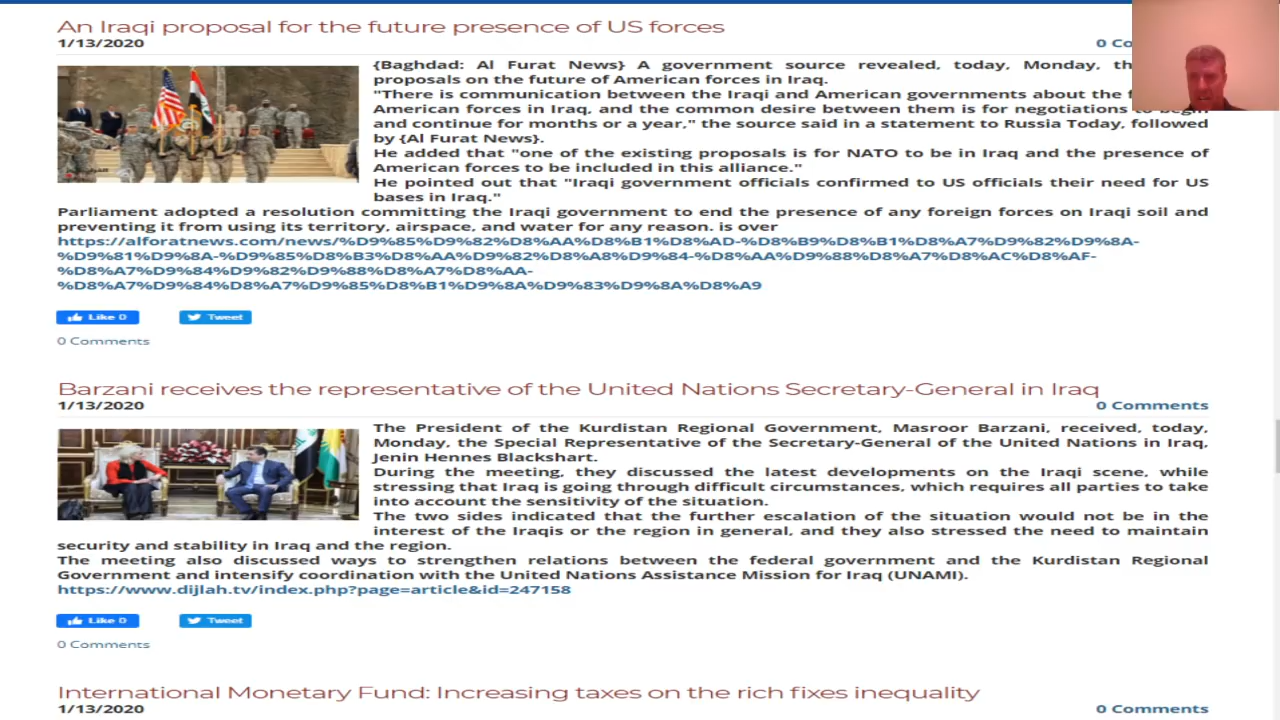 An Iraqi proposal for the future presence of US forces
1/13/2020
0 Co
{Baghdad: Al Furat News} A government source revealed, today, Monday, th
proposals on the future of American forces in Iraq.
"There is communication between the Iraqi and American governments about the f
American forces in Iraq, and the common desire between them is for negotiations to begin
and continue for months or a year," the source said in a statement to Russia Today, followed
by {Al Furat News}.
He added that "one of the existing proposals is for NATO to be in Iraq and the presence of
American forces to be included in this alliance."
He pointed out that "Iraqi government officials confirmed to US officials their need for US
bases in Iraq."
Parliament adopted a resolution committing the Iraqi government to end the presence of any foreign forces on Iraqi soil and
preventing it from using its territory, airspace, and water for any reason. is over
https://alforatnews.com/news/%D9%85%D9%82%D8%AA%D8%B1%D8%AD-%D8%B9%D8%B1%D8%A7%D9%82%D9%8A-
%D9%81%D9%8A-%D9%85%D8%B3%D8%AA%D9%82%D8%A8%D9%84-%D8%AA%D9%88%D8%A7%D8%AC%D8%AF-
%D8%A7%D9%84%D9%82%D9%88%D8%A7%D8%AA-
%D8%A7%D9%84%D8%A7%D9%85%D8%B1%D9%8A%D9%83%D9%8A%D8%A9
Like 0 Tweet
0 Comments
Barzani receives the representative of the United Nations Secretary-General in Iraq
1/13/2020
0 Comments
The President of the Kurdistan Regional Government, Masroor Barzani, received, today,
Monday, the Special Representative of the Secretary-General of the United Nations in Iraq,
Jenin Hennes Blackshart.
During the meeting, they discussed the latest developments on the Iraqi scene, while
stressing that Iraq is going through difficult circumstances, which requires all parties to take
into account the sensitivity of the situation.
The two sides indicated that the further escalation of the situation would not be in the
interest of the Iraqis or the region in general, and they also stressed the need to maintain
security and stability in Iraq and the region.
The meeting also discussed ways to strengthen relations between the federal government and the Kurdistan Regional
Government and intensify coordination with the United Nations Assistance Mission for Iraq (UNAMI).
https://www.dijlah.tv/index.php?page=article&id=247158
Like 0 Tweet
0 Comments
International Monetary Fund: Increasing taxes on the rich fixes inequality
1/13/2020
0 Comments